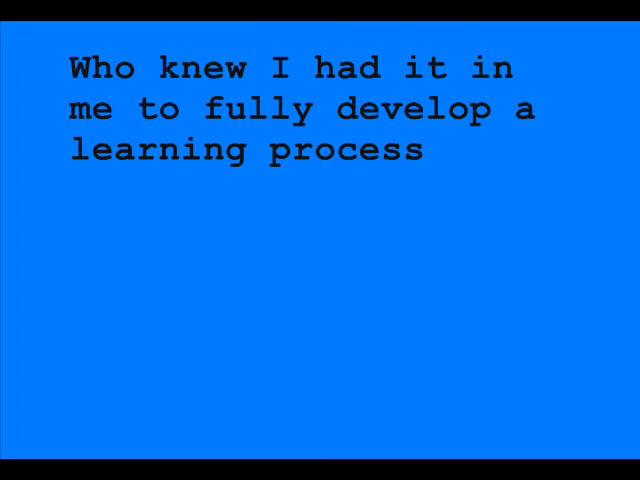 Who knew I had it in
me to fully develop a
learning process